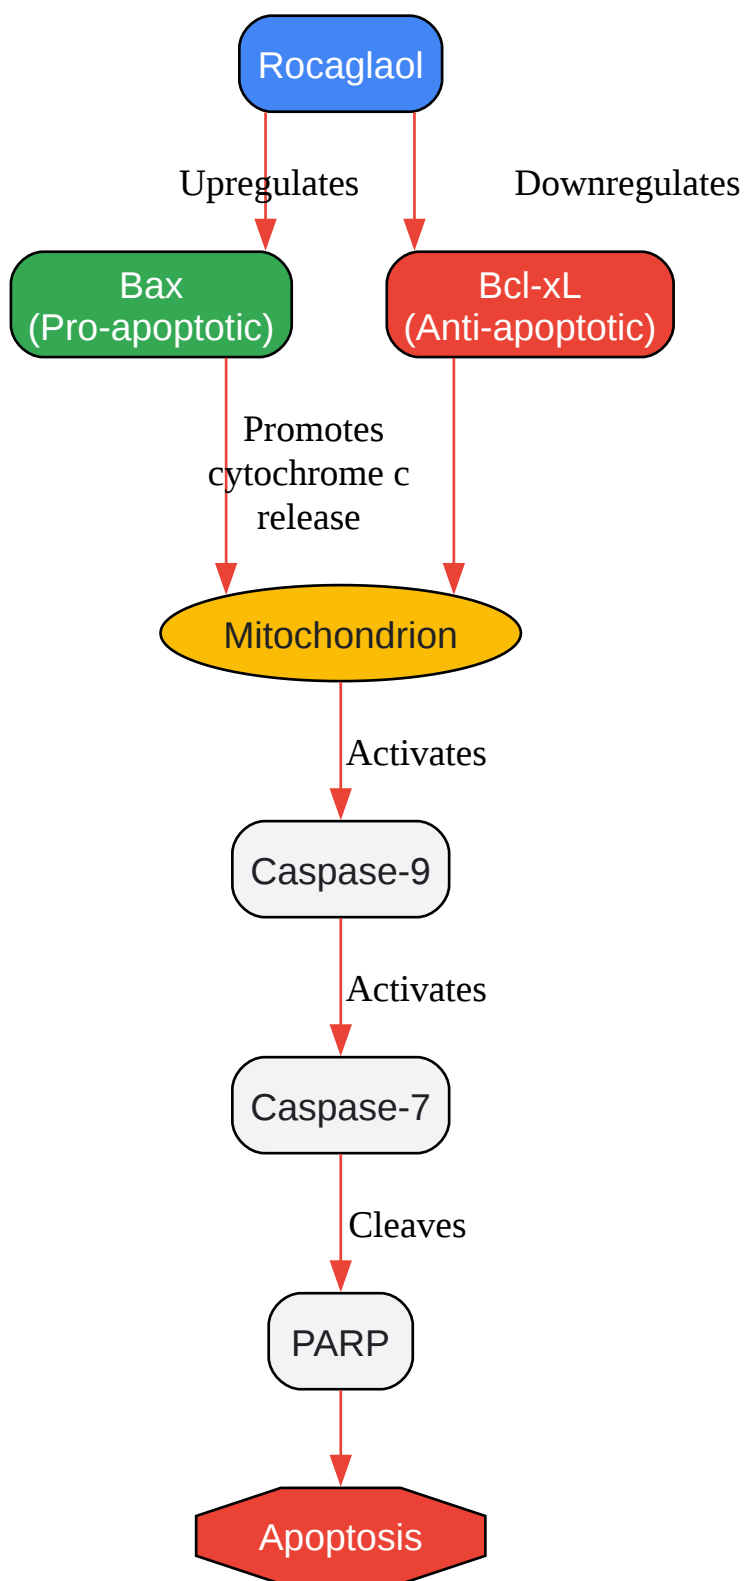 Rocaglaol
Upregulates
Downregulates
Bax
(Pro-apoptotic)
Bcl-xL
(Anti-apoptotic)
Promotes
cytochrome c
release
Mitochondrion
Activates
Caspase-9
Activates
Caspase-7
Cleaves
PARP
Apoptosis